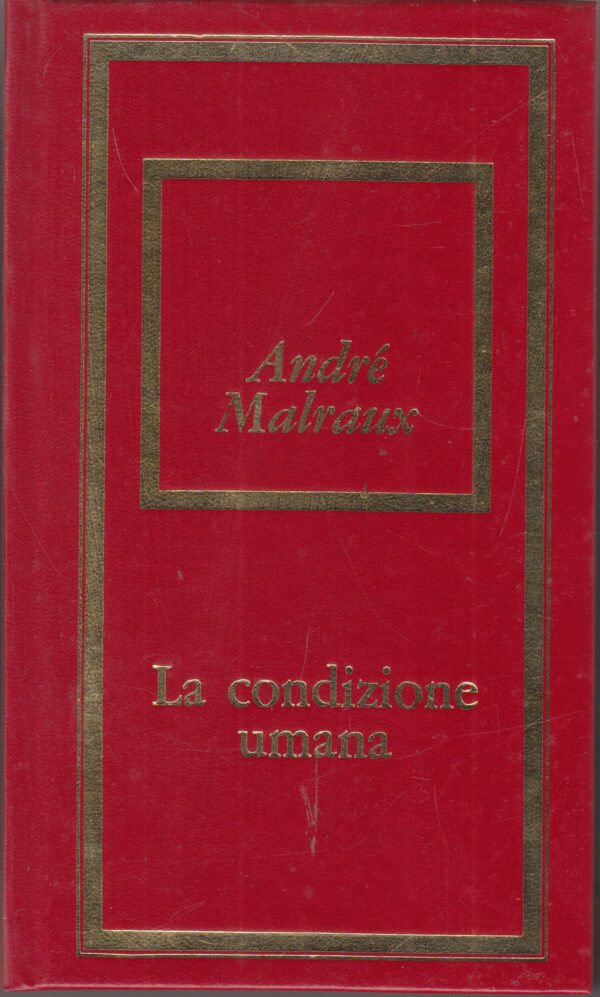 André
Malraux
La condizione
umana